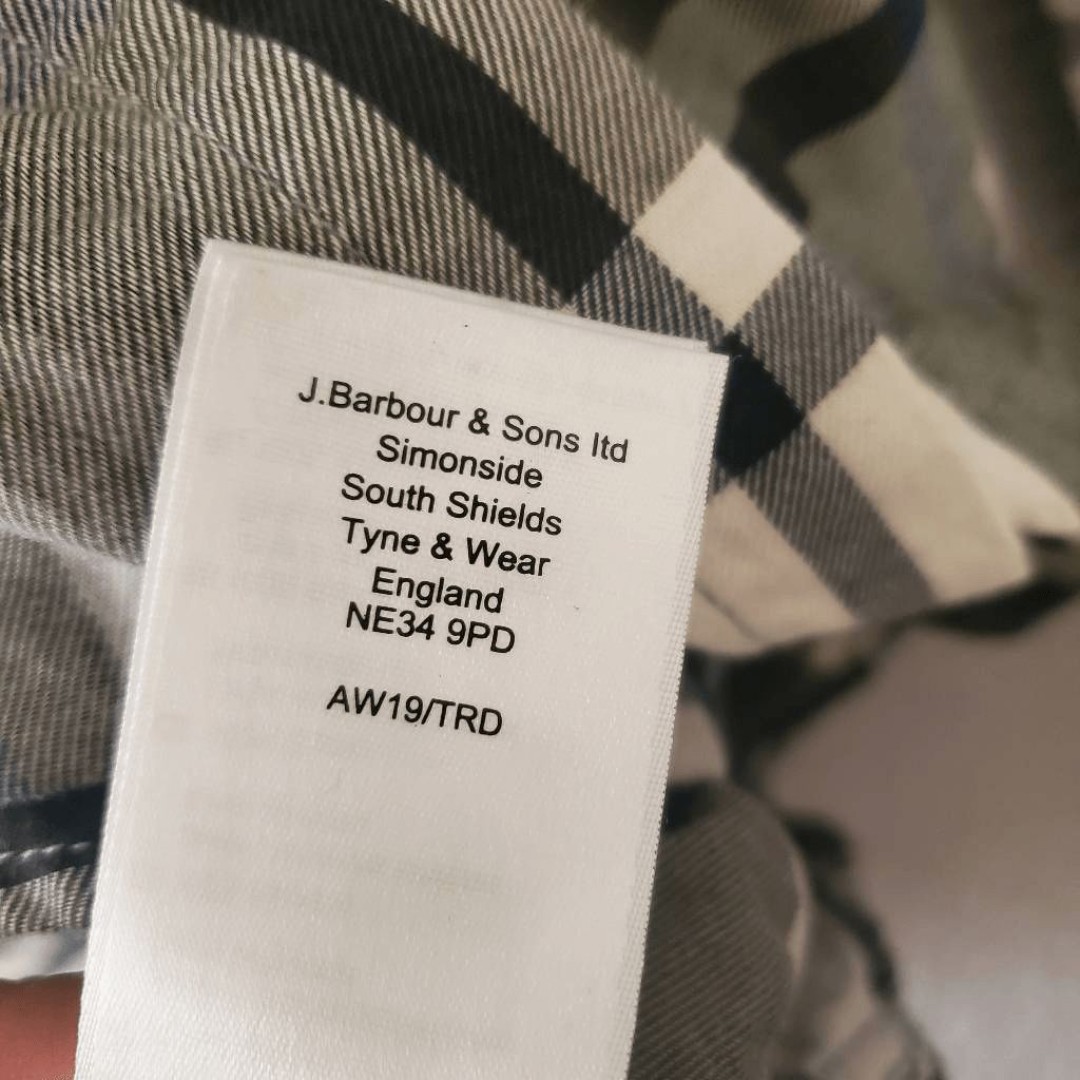 J.Barbour & Sons ltd
Simonside
South Shields
Tyne & Wear
England
NE34 9PD
AW19/TRD